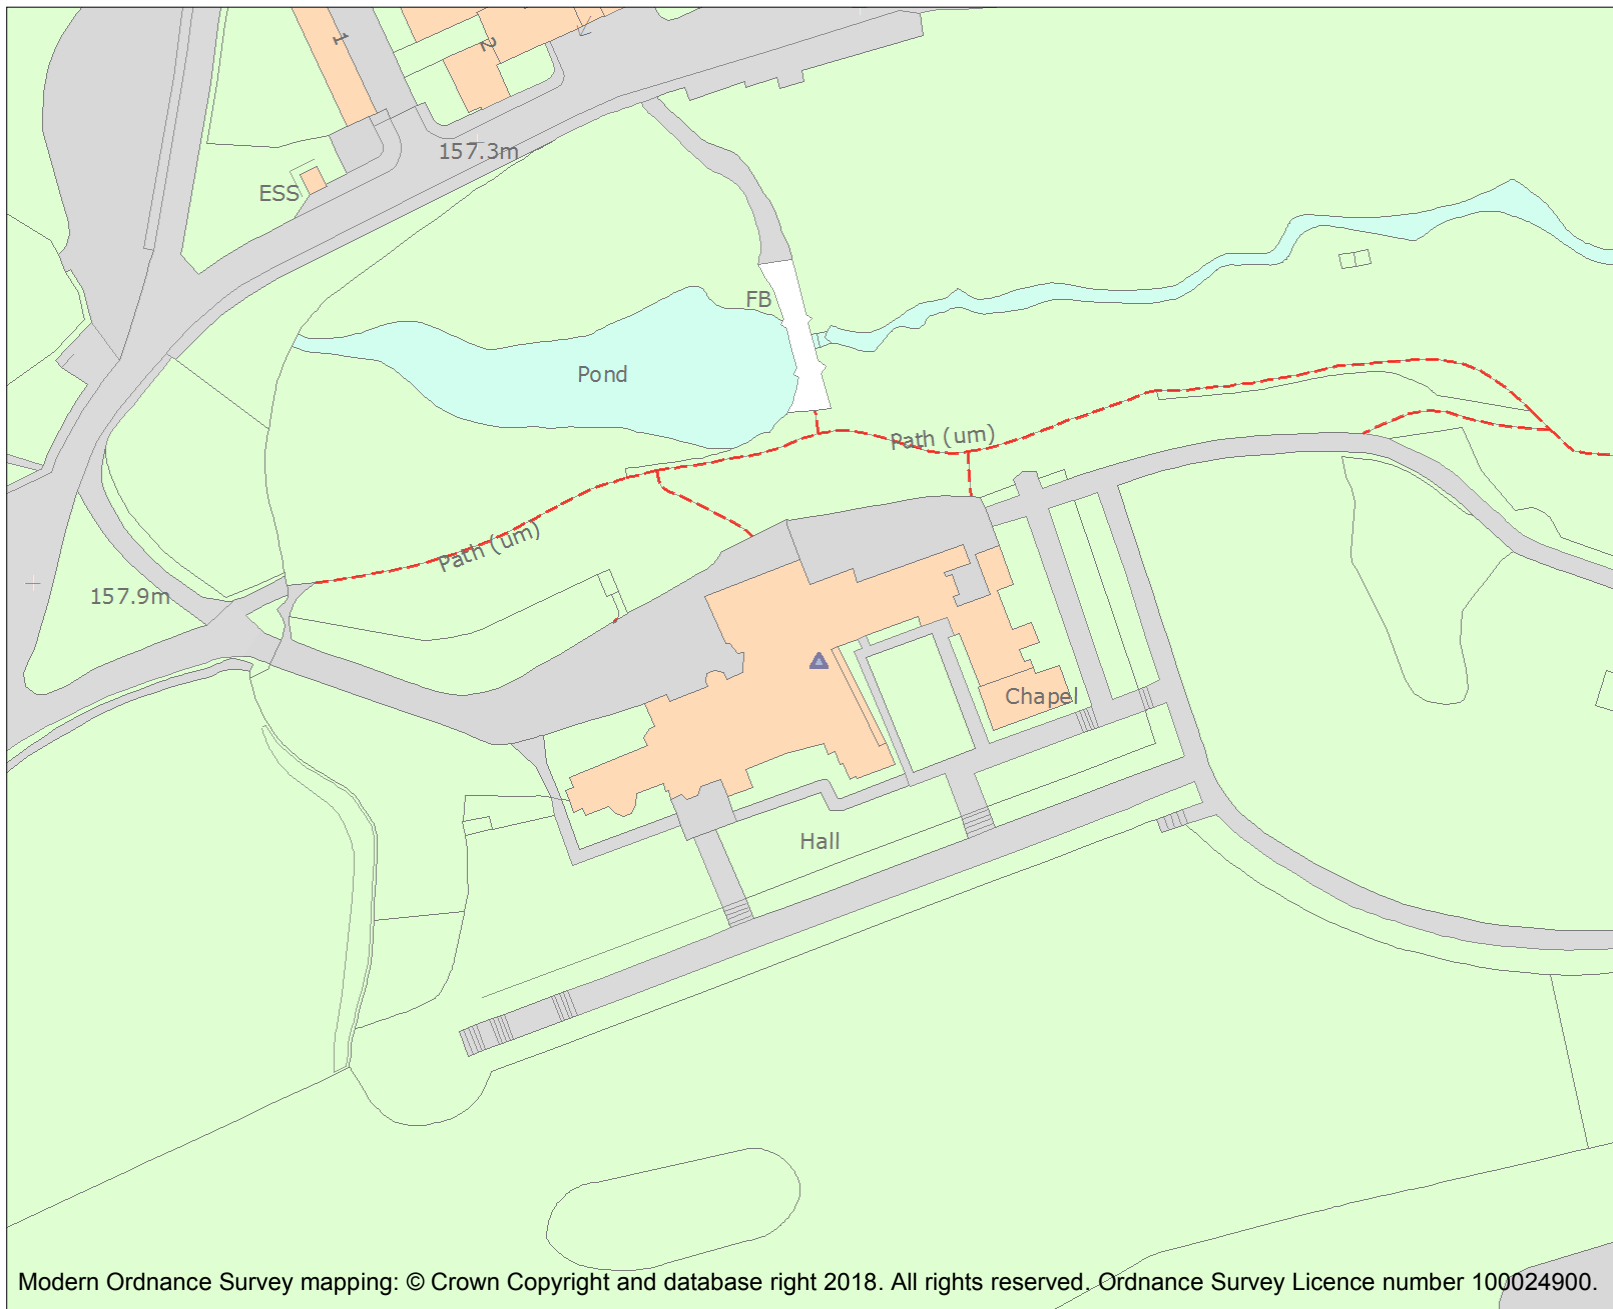 1
2
157.3m
ESS
FB
Pond
Path (um)
Path (um)
157.9m
Chapel
Hall
Modern Ordnance Survey mapping: © Crown Copyright and database right 2018. All rights reserved. Ordnance Survey Licence number 100024900.